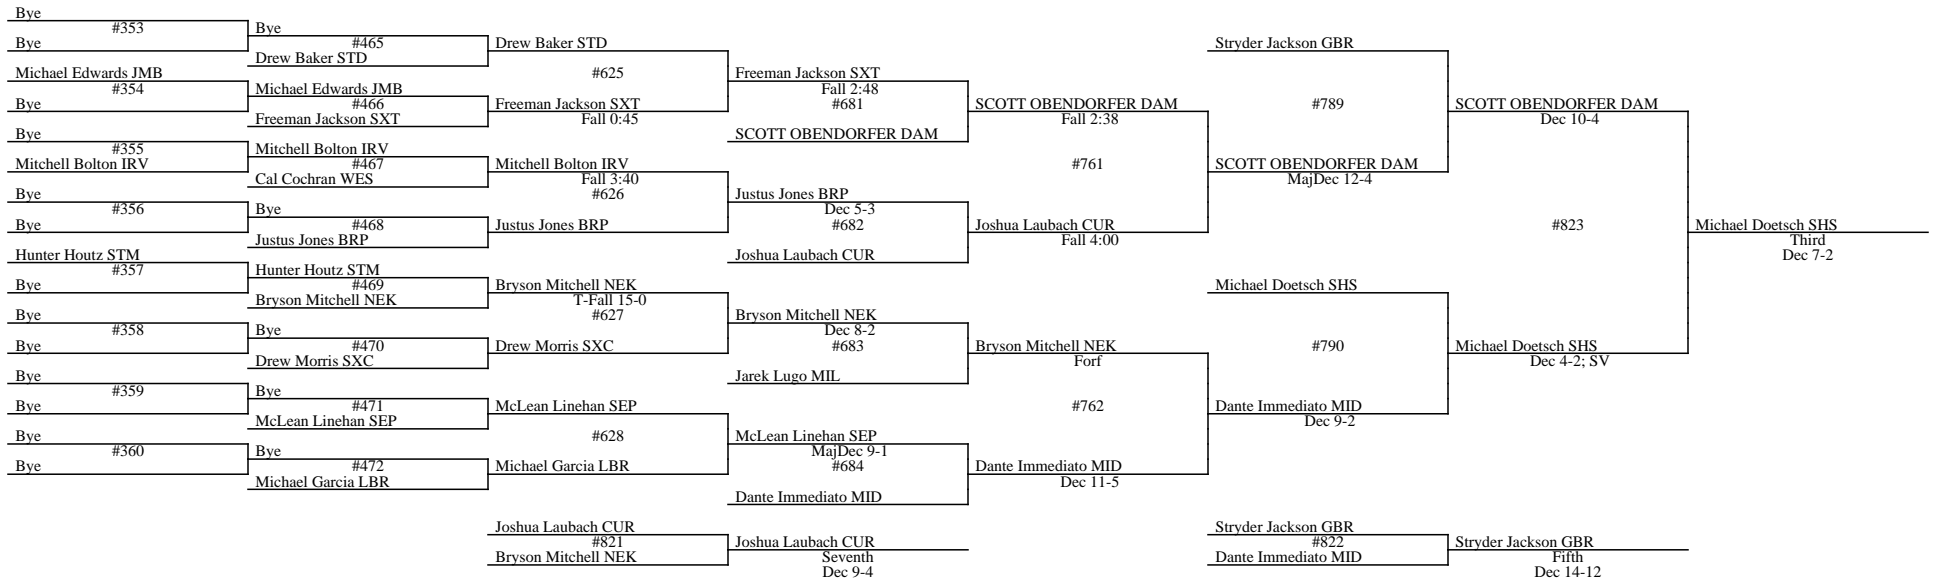 Bye
#353
Bye
Michael Edwards JMB
#354
Bye
Bye
#355
Mitchell Bolton IRV
Bye
#356
Bye
Hunter Houtz STM
#357
Bye
Bye
#358
Bye
Bye
#359
Bye
Bye
#360
Bye
Bye
#465
Drew Baker STD
Michael Edwards JMB
#466
Freeman Jackson SXT
Mitchell Bolton IRV
#467
Cal Cochran WES
Bye
#468
Justus Jones BRP
Hunter Houtz STM
#469
Bryson Mitchell NEK
Bye
#470
Drew Morris SXC
Bye
#471
McLean Linehan SEP
Bye
#472
Michael Garcia LBR
Drew Baker STD
#625
Freeman Jackson SXT
Fall 0:45
Mitchell Bolton IRV
Fall 3:40
#626
Justus Jones BRP
Bryson Mitchell NEK
T-Fall 15-0
#627
Drew Morris SXC
McLean Linehan SEP
#628
Michael Garcia LBR
Freeman Jackson SXT
Fall 2:48
#681
SCOTT OBENDORFER DAM
Justus Jones BRP
Dec 5-3
#682
Joshua Laubach CUR
Bryson Mitchell NEK
Dec 8-2
#683
Jarek Lugo MIL
McLean Linehan SEP
MajDec 9-1
#684
Dante Immediato MID
SCOTT OBENDORFER DAM
Fall 2:38
#761
Joshua Laubach CUR
Fall 4:00
Bryson Mitchell NEK
Forf
#762
Dante Immediato MID
Dec 11-5
Stryder Jackson GBR
#789
SCOTT OBENDORFER DAM
MajDec 12-4
Michael Doetsch SHS
#790
Dante Immediato MID
Dec 9-2
SCOTT OBENDORFER DAM
Dec 10-4
#823
Michael Doetsch SHS
Dec 4-2; SV
Michael Doetsch SHS
Third
Dec 7-2
Joshua Laubach CUR
#821
Bryson Mitchell NEK
Joshua Laubach CUR
Seventh
Dec 9-4
Stryder Jackson GBR
#822
Dante Immediato MID
Stryder Jackson GBR
Fifth
Dec 14-12